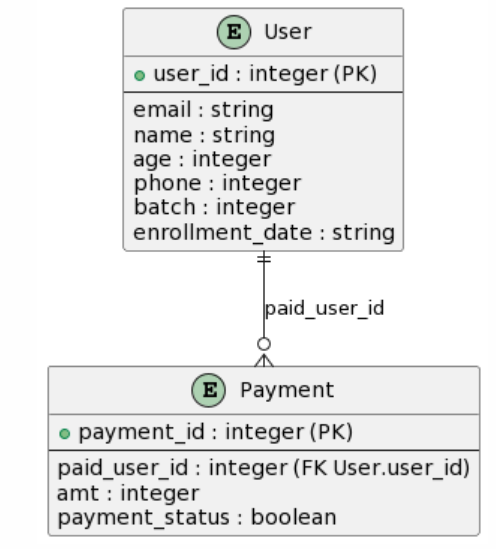 E User
user_id : integer (PK)
email : string
name : string
age : integer
phone : integer
batch : integer
enrollment_date : string
paid_user_id
E Payment
payment_id : integer (PK)
paid_user_id : integer (FK User.user_id)
amt : integer
payment_status : boolean